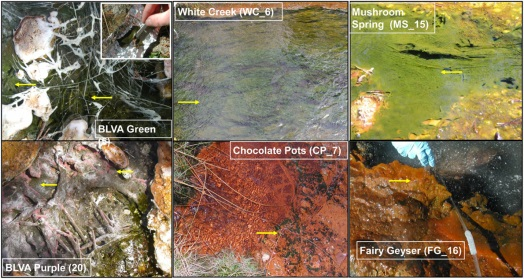 White Creek (WC_6)
Mushroom
Spring (MS_15)
BLVA Green
Chocolate Pots (CP_7)
BLVA Purple (20)
Fairy Geyser (FG_16)